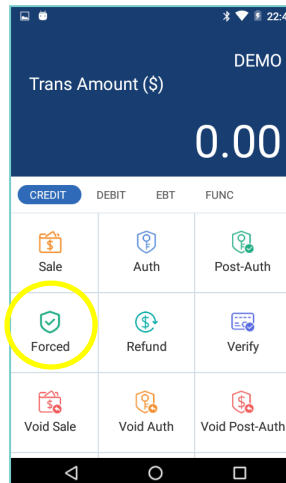 22:4
DEMO
Trans Amount ($)
0.00
CREDIT DEBIT EBT FUNC
Sale Auth Post-Auth
Forced Refund Verify
Void Sale Void Auth Void Post-Auth